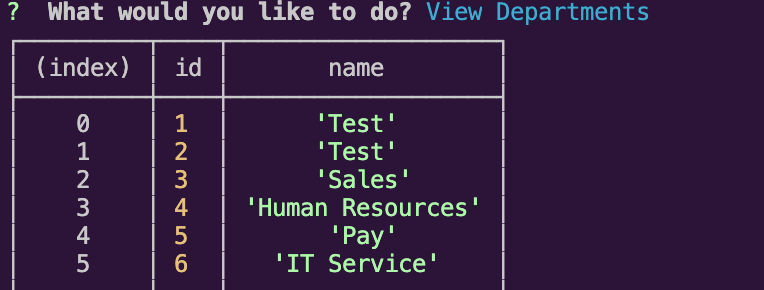 ? What would you like to do? View Departments
(index) id name
0 1 'Test'
1 2 'Test'
2 3 'Sales'
3 4 'Human Resources'
4 5 'Pay'
5 6 'IT Service'